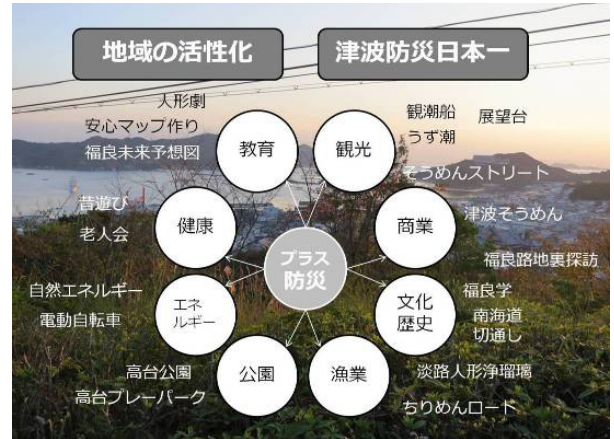 地域の活性化
津波防災日本一
人形劇
安心マップ作り
福良未来予想図
教育
観光
観潮船
うず潮
展望台
そうめんストリート
昔遊び
老人会
健康
商業
津波そうめん
福良路地裏探訪
プラス
防災
自然エネルギー
電動自転車
エネ
ルギー
文化
歴史
福良学
南海道
切通し
高台公園
高台プレーパーク
公園
漁業
淡路人形浄瑠璃
ちりめんロード